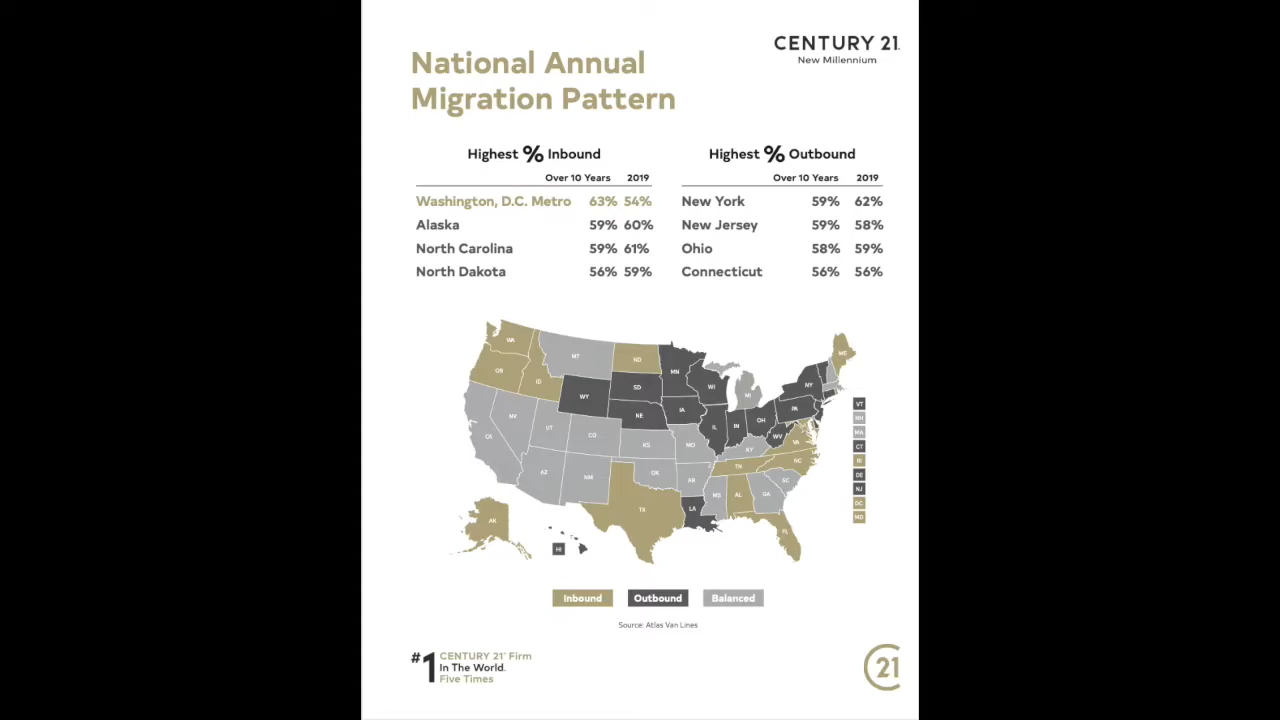 CENTURY 21.
New Millennium
National Annual
Migration Pattern
Highest % Inbound
Over 10 Years 2019
Washington, D.C. Metro 63% 54%
Alaska 59% 60%
North Carolina 59% 61%
North Dakota 56% 59%
Highest % Outbound
Over 10 Years 2019
New York 59% 62%
New Jersey 59% 58%
Ohio 58% 59%
Connecticut 56% 56%
WA
MT
ND
MN
ME
OR
ID
WY
SD
WI
MI
NY
NE
IA
PA
IL
IN
OH
WV
VA
NV
UT
CO
CA
KS
MO
KY
NC
TN
AZ
NM
OK
AR
SC
MS
AL
GA
TX
LA
FL
AK
HI
VT
NH
MA
CT
RI
DE
NJ
DC
MD
Inbound
Outbound
Balanced
Source: Atlas Van Lines
#1
CENTURY 21® Firm
In The World.
Five Times
C21